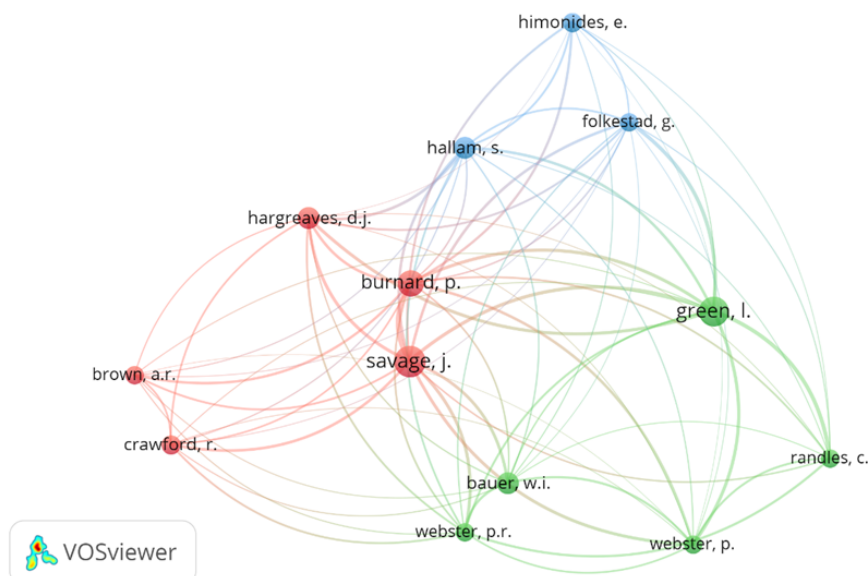 himonides, e.
folkestad, g.
hallam, s.
hargreaves, d.j.
burnard, p.
green, l.
savage, j.
brown, a.r.
crawford, r.
randles, c.
bauer, w.i.
webster, p.r.
webster, p.
VOSviewer